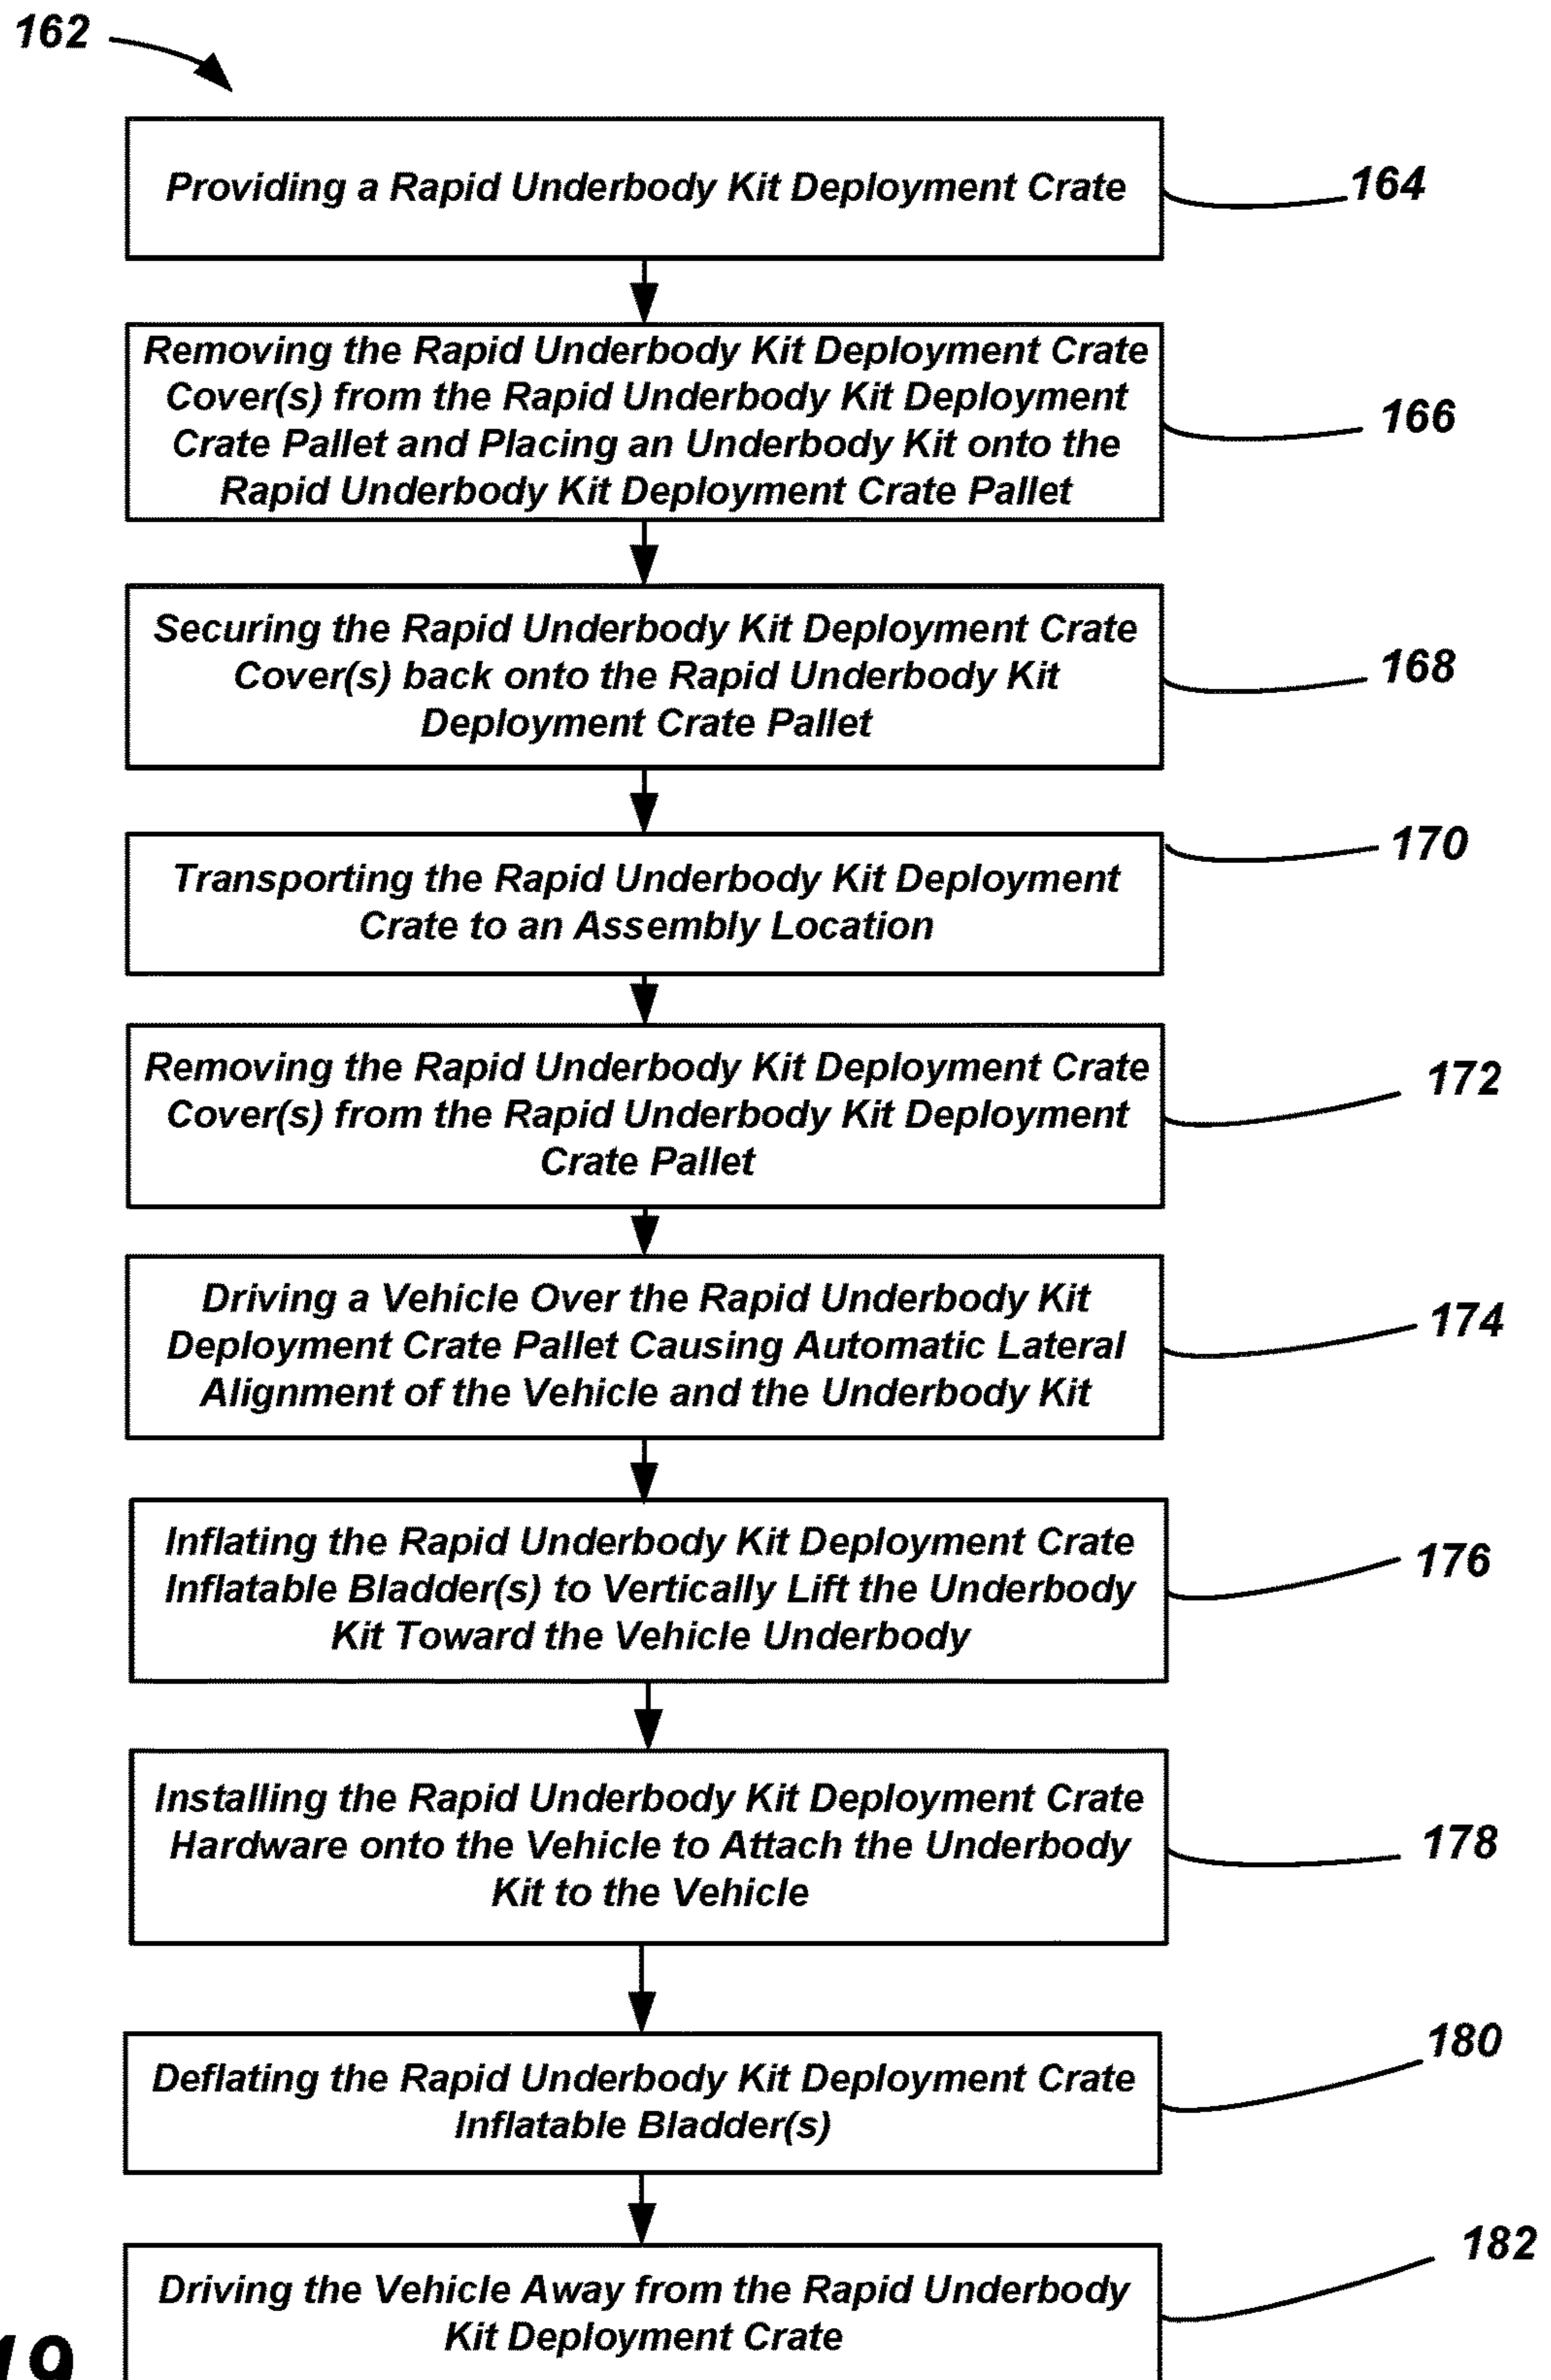 162
Providing a Rapid Underbody Kit Deployment Crate
164
Removing the Rapid Underbody Kit Deployment Crate
Cover(s) from the Rapid Underbody Kit Deployment
Crate Pallet and Placing an Underbody Kit onto the
Rapid Underbody Kit Deployment Crate Pallet
166
Securing the Rapid Underbody Kit Deployment Crate
Cover(s) back onto the Rapid Underbody Kit
Deployment Crate Pallet
168
Transporting the Rapid Underbody Kit Deployment
Crate to an Assembly Location
170
Removing the Rapid Underbody Kit Deployment Crate
Cover(s) from the Rapid Underbody Kit Deployment
Crate Pallet
172
Driving a Vehicle Over the Rapid Underbody Kit
Deployment Crate Pallet Causing Automatic Lateral
Alignment of the Vehicle and the Underbody Kit
174
Inflating the Rapid Underbody Kit Deployment Crate
Inflatable Bladder(s) to Vertically Lift the Underbody
Kit Toward the Vehicle Underbody
176
Installing the Rapid Underbody Kit Deployment Crate
Hardware onto the Vehicle to Attach the Underbody
Kit to the Vehicle
178
Deflating the Rapid Underbody Kit Deployment Crate
Inflatable Bladder(s)
180
Driving the Vehicle Away from the Rapid Underbody
Kit Deployment Crate
182
19